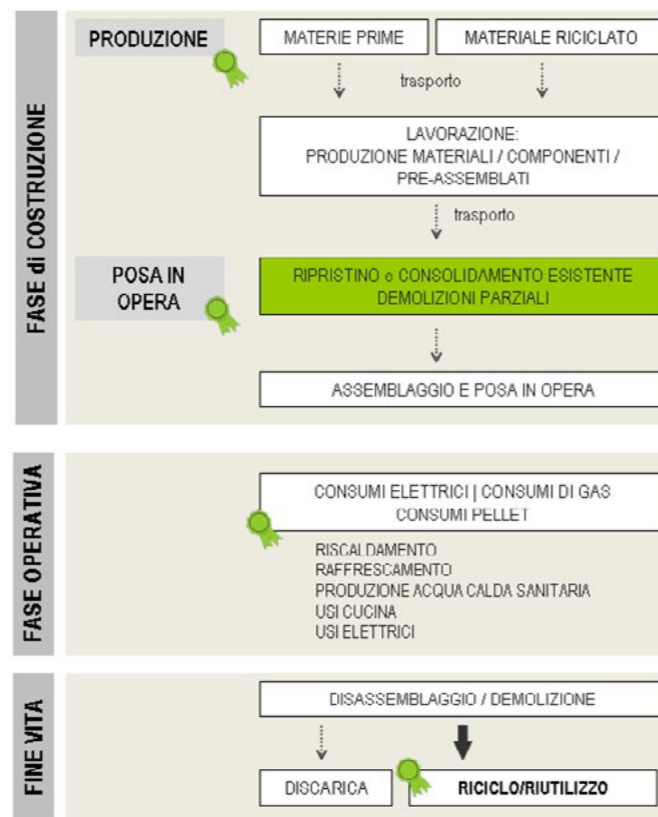 FASE di COSTRUZIONE
PRODUZIONE
MATERIE PRIME
MATERIALE RICICLATO
trasporto
LAVORAZIONE:
PRODUZIONE MATERIALI / COMPONENTI /
PRE-ASSEMBLATI
trasporto
POSA IN
OPERA
RIPRISTINO o CONSOLIDAMENTO ESISTENTE
DEMOLIZIONI PARZIALI
ASSEMBLAGGIO E POSA IN OPERA
FASE OPERATIVA
CONSUMI ELETTRICI | CONSUMI DI GAS
CONSUMI PELLET
RISCALDAMENTO
RAFFRESCAMENTO
PRODUZIONE ACQUA CALDA SANITARIA
USI CUCINA
USI ELETTRICI
FINE VITA
DISASSEMBLAGGIO / DEMOLIZIONE
DISCARICA
RICICLO/RIUTILIZZO